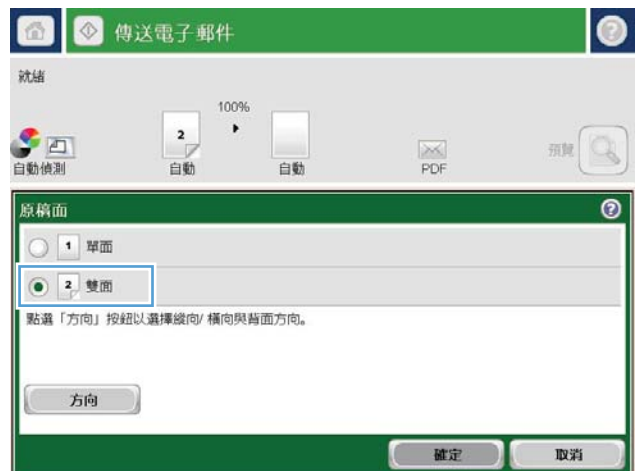 傳送電子郵件
就緒
100%
2
自動偵測
自動
自動
PDF
預覽
原稿面
1 單面
2 雙面
點選「方向」按鈕以選擇縱向/橫向與背面方向。
方向
確定
取消